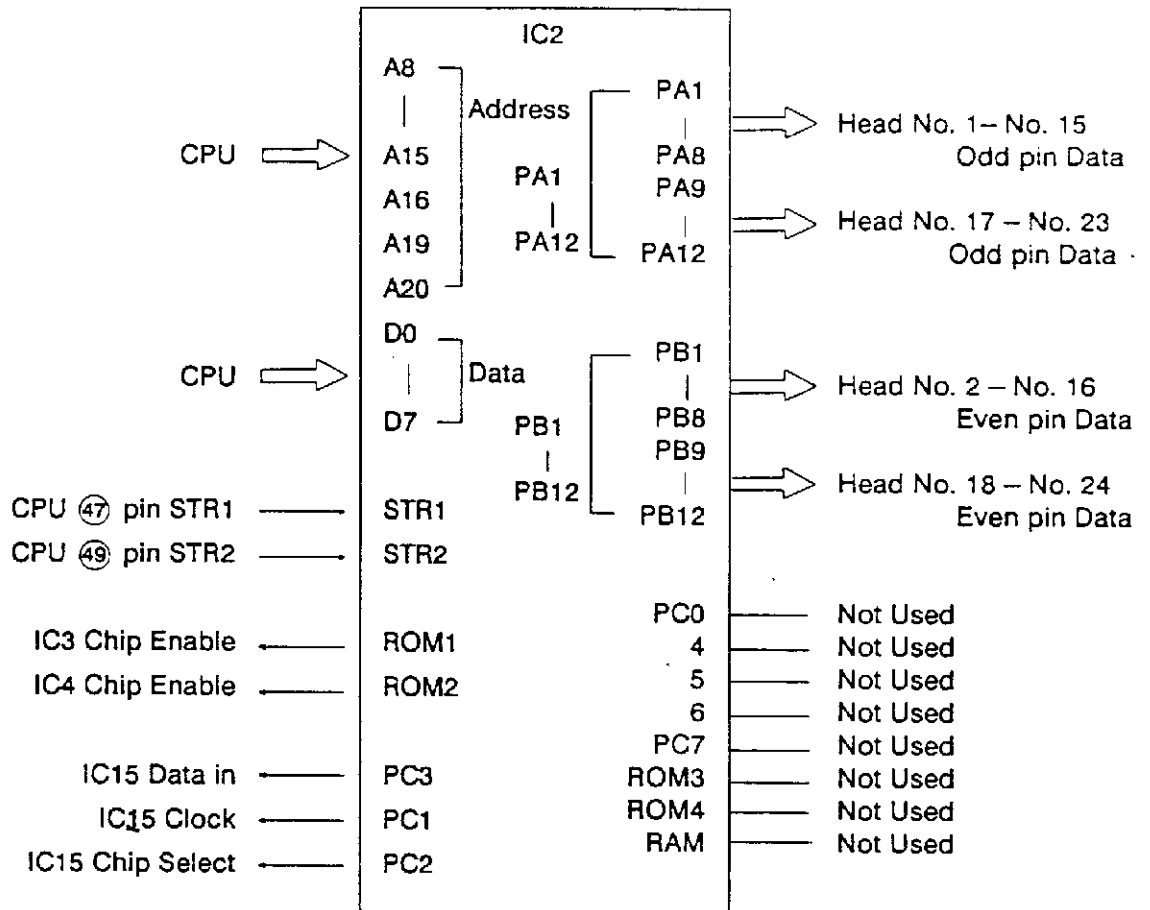 IC2
A8
A15
A16
A19
A20
Address
CPU
D0
D7
Data
CPU
CPU 47 pin STR1
STR1
CPU 49 pin STR2
STR2
IC3 Chip Enable
ROM1
IC4 Chip Enable
ROM2
IC15 Data in
PC3
IC15 Clock
PC1
IC15 Chip Select
PC2
PA1
PA12
PA1
PA8
PA9
PA12
Head No. 1– No. 15
Odd pin Data
Head No. 17 – No. 23
Odd pin Data
PB1
PB12
PB1
PB8
PB9
PB12
Head No. 2 – No. 16
Even pin Data
Head No. 18 – No. 24
Even pin Data
PC0 Not Used
4 Not Used
5 Not Used
6 Not Used
PC7 Not Used
ROM3 Not Used
ROM4 Not Used
RAM Not Used